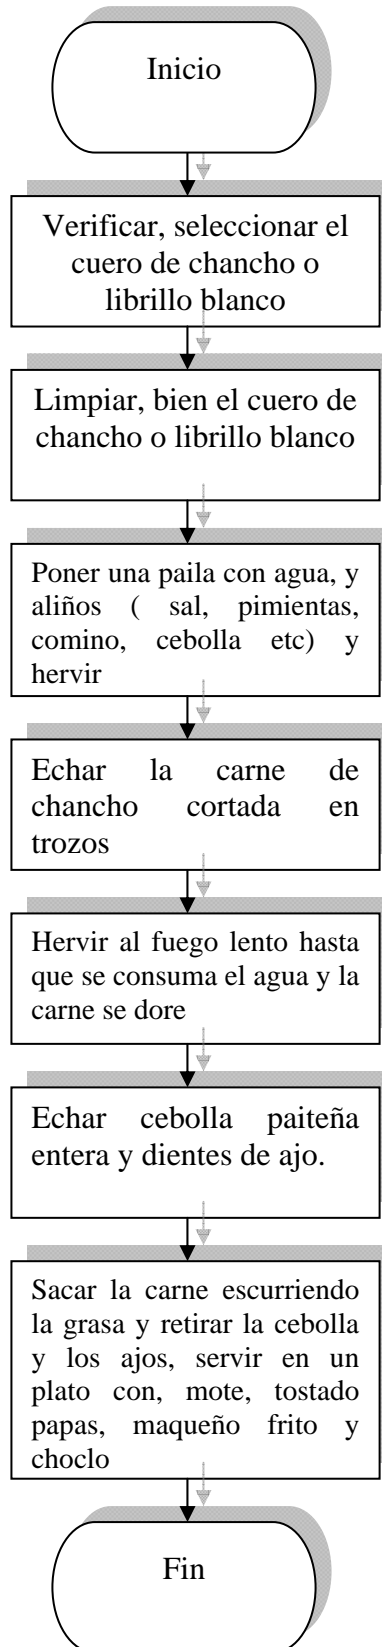 Inicio
Verificar, seleccionar el
cuero de chancho o
librillo blanco
Limpiar, bien el cuero de
chancho o librillo blanco
Poner una paila con agua, y
aliños ( sal, pimientas,
comino, cebolla etc) y
hervir
Echar la carne de
chancho cortada en
trozos
Hervir al fuego lento hasta
que se consuma el agua y la
carne se dore
Echar cebolla paiteña
entera y dientes de ajo.
Sacar la carne escurriendo
la grasa y retirar la cebolla
y los ajos, servir en un
plato con, mote, tostado
papas, maqueño frito y
choclo
Fin